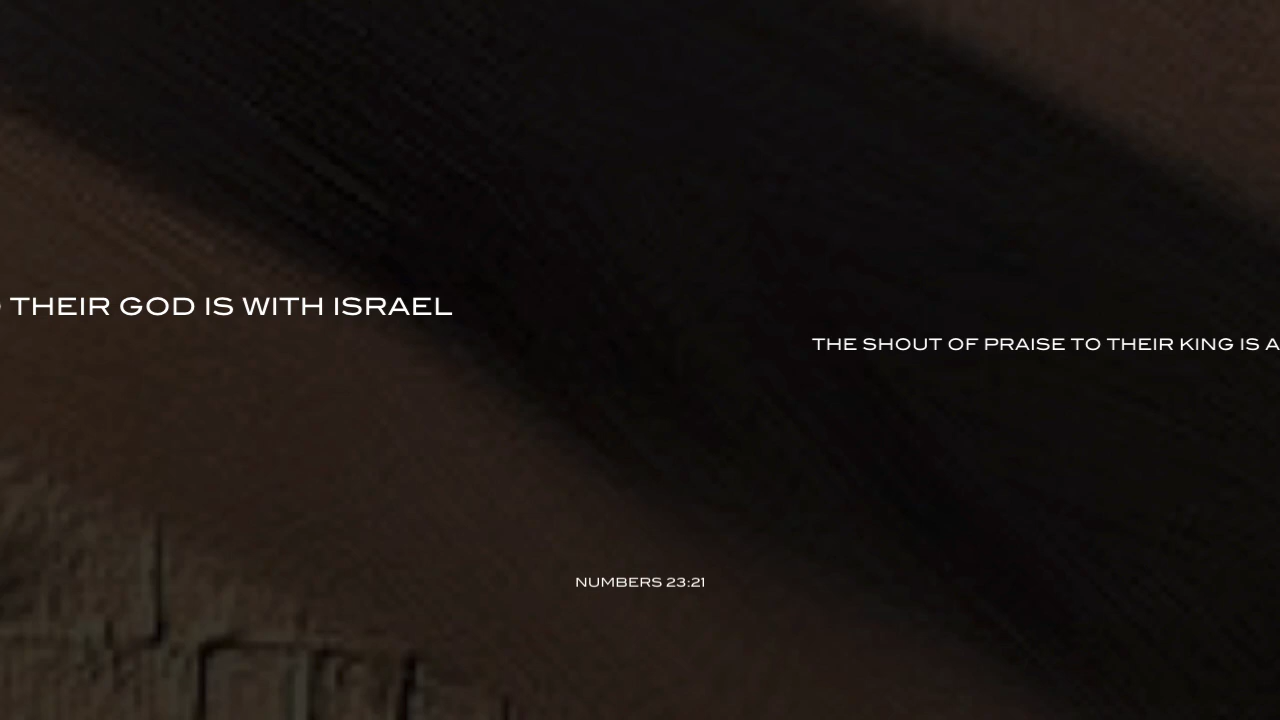 THEIR GOD IS WITH ISRAEL
THE SHOUT OF PRAISE TO THEIR KING IS A
NUMBERS 23:21